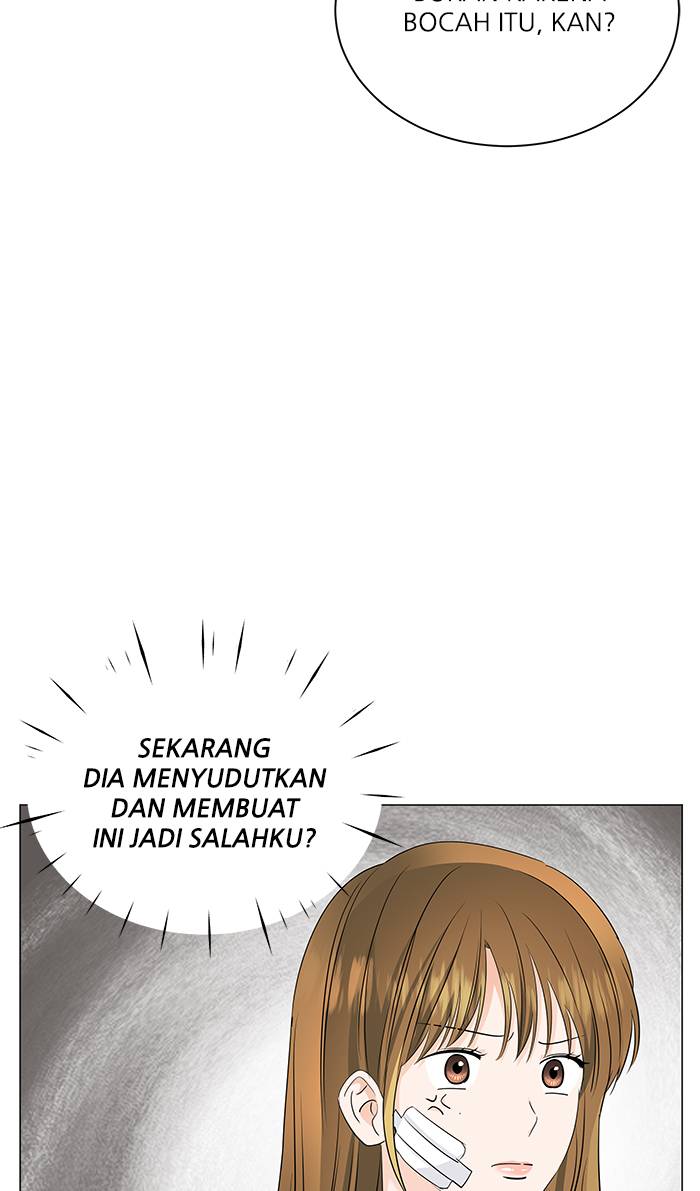 BOCAH ITU, KAN?
SEKARANG
DIA MENYUDUTKAN
DAN MEMBUAT
INI JADI SALAHKU?